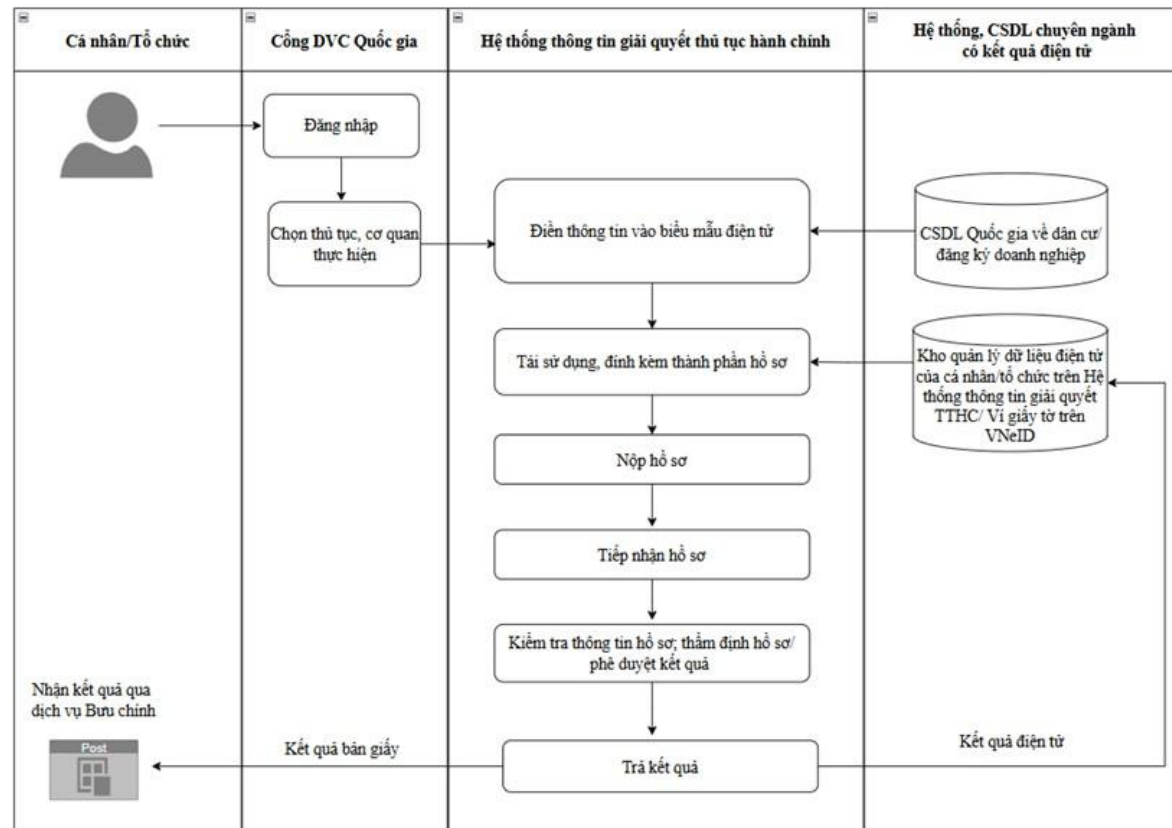 Cá nhân/Tổ chức
Cổng DVC Quốc gia
Hệ thống thông tin giải quyết thủ tục hành chính
Hệ thống, CSDL chuyên ngành
có kết quả điện tử
Đăng nhập
Chọn thủ tục, cơ quan
thực hiện
Điền thông tin vào biểu mẫu điện tử
CSDL Quốc gia về dân cư/
đăng ký doanh nghiệp
Tái sử dụng, đính kèm thành phần hồ sơ
Kho quản lý dữ liệu điện tử
của cá nhân/tổ chức trên Hệ
thống thông tin giải quyết
TTHC/ Ví giấy tờ trên
VNeID
Nộp hồ sơ
Tiếp nhận hồ sơ
Kiểm tra thông tin hồ sơ; thẩm định hồ sơ/
phê duyệt kết quả
Nhận kết quả qua
dịch vụ Bưu chính
Post
Kết quả bản giấy
Trả kết quả
Kết quả điện tử